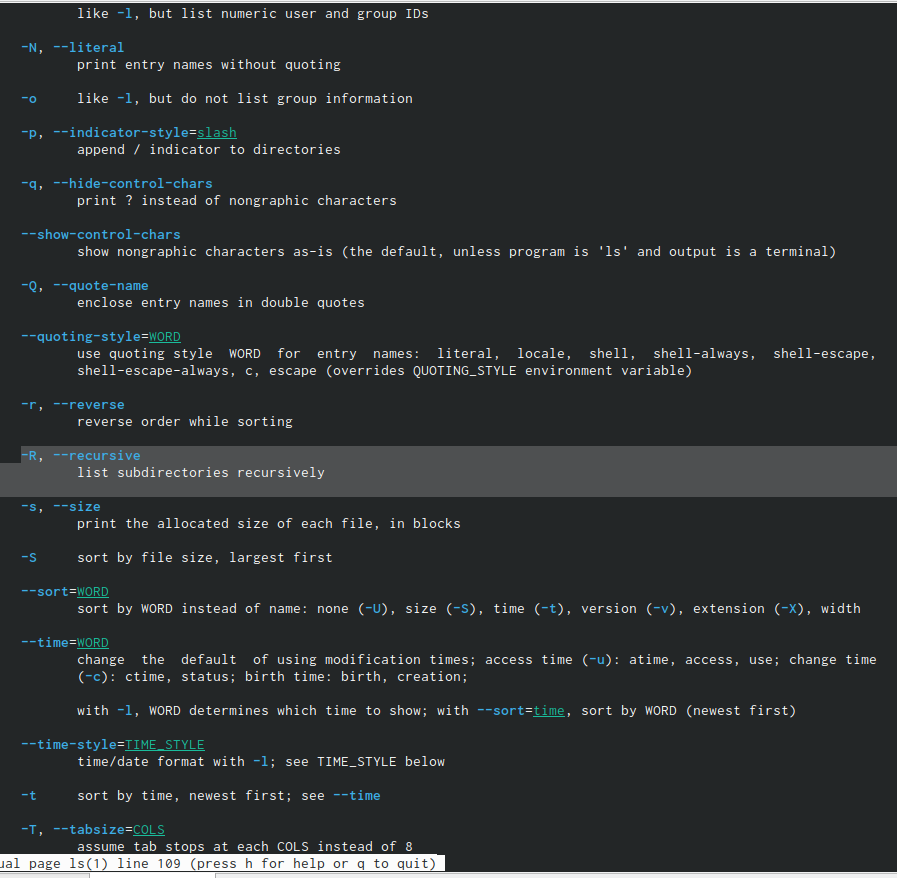 like -l, but list numeric user and group IDs
-N, --literal
print entry names without quoting
-o like -l, but do not list group information
-p, --indicator-style=slash
append / indicator to directories
-q, --hide-control-chars
print ? instead of nongraphic characters
--show-control-chars
show nongraphic characters as-is (the default, unless program is 'ls' and output is a terminal)
-Q, --quote-name
enclose entry names in double quotes
--quoting-style=WORD
use quoting style WORD for entry names: literal, locale, shell, shell-always, shell-escape,
shell-escape-always, c, escape (overrides QUOTING_STYLE environment variable)
-r, --reverse
reverse order while sorting
-R, --recursive
list subdirectories recursively
-s, --size
print the allocated size of each file, in blocks
-S sort by file size, largest first
--sort=WORD
sort by WORD instead of name: none (-U), size (-S), time (-t), version (-v), extension (-X), width
--time=WORD
change the default of using modification times; access time (-u): atime, access, use; change time
(-c): ctime, status; birth time: birth, creation;
with -l, WORD determines which time to show; with --sort=time, sort by WORD (newest first)
--time-style=TIME_STYLE
time/date format with -l; see TIME_STYLE below
-t sort by time, newest first; see --time
-T, --tabsize=COLS
assume tab stops at each COLS instead of 8
ual page ls(1) line 109 (press h for help or q to quit)